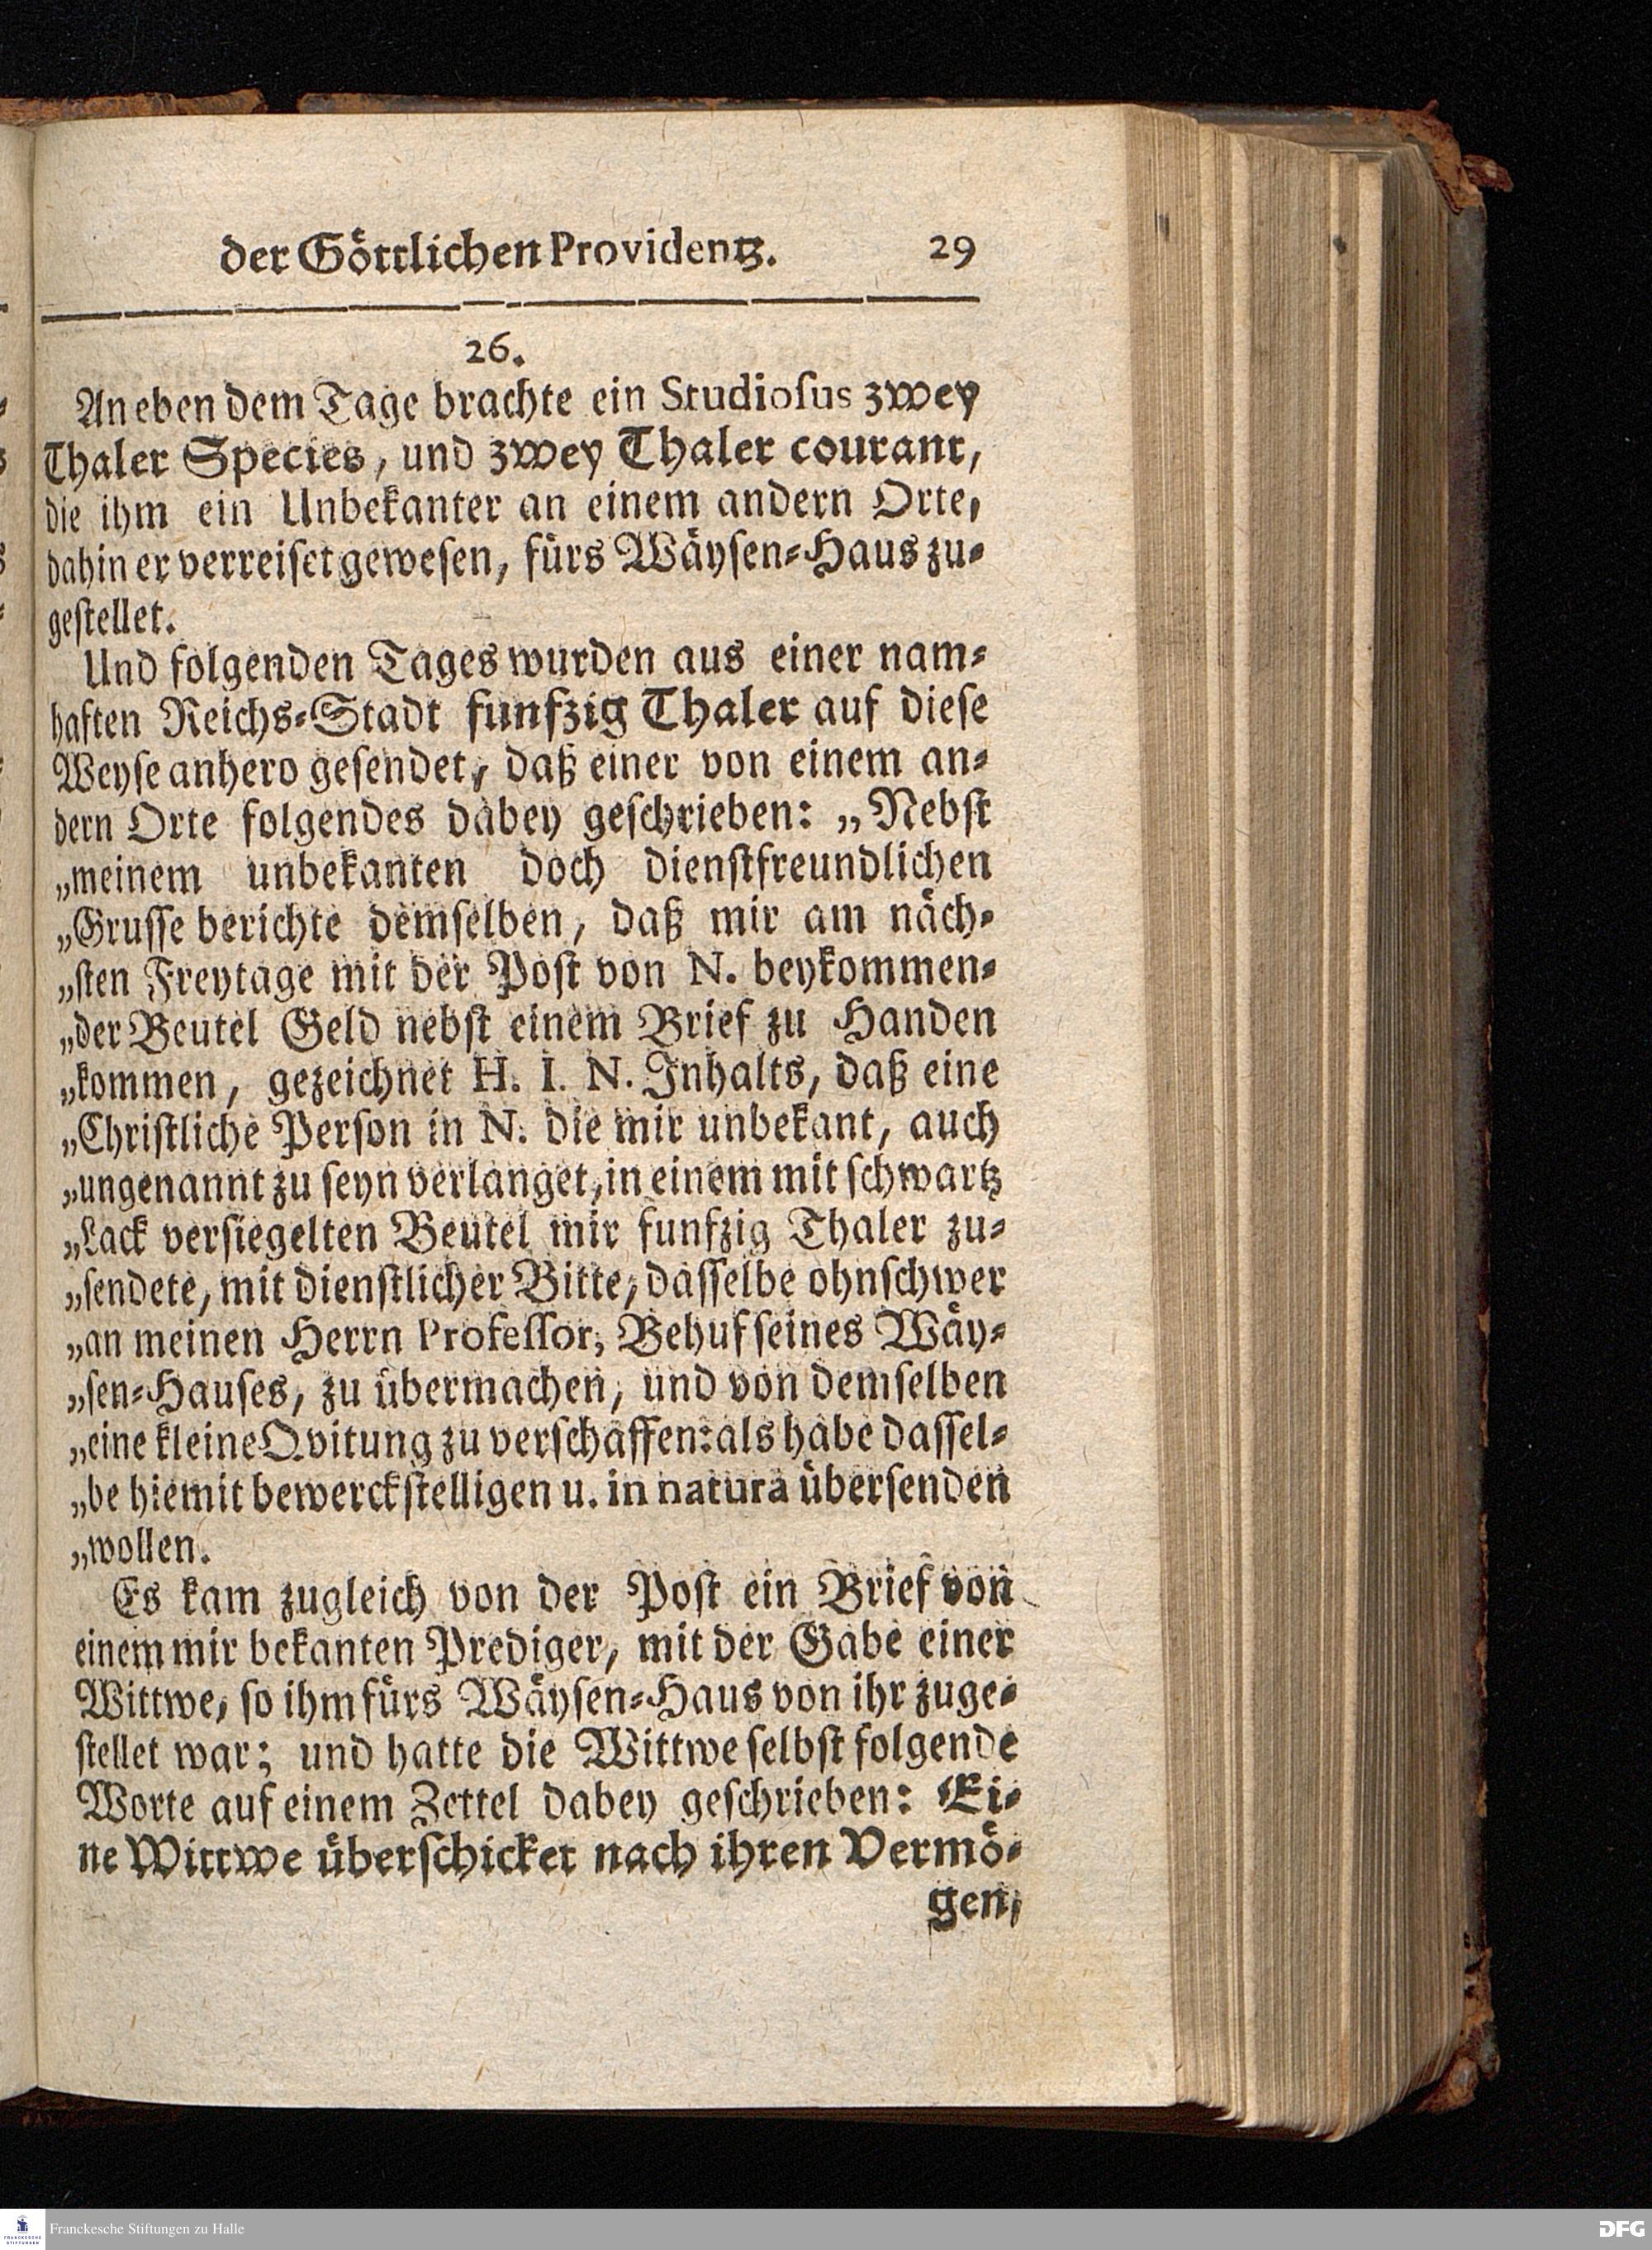 der Göttlichen Providentz. 29
26.
An eben dem Tage brachte ein Studiosus zwey
Thaler Species, und zwey Thaler courant,
die ihm ein Unbekanter an einem andern Orte,
dahin er verreiset gewesen, fürs Wäysen-Haus zu-
gestellet.
Und folgenden Tages wurden aus einer nam-
haften Reichs-Stadt funfzig Thaler auf diese
Weyse anhero gesendet, daß einer von einem an-
dern Orte folgendes dabey geschrieben: „Nebst
„meinem unbekanten doch dienstfreundlichen
„Grusse berichte demselben, daß mir am näch-
„sten Freytage mit der Post von N. beykommen-
„der Beutel Geld nebst einem Brief zu Handen
„kommen, gezeichnet H. I. N. Inhalts, daß eine
„Christliche Person in N. die mir unbekant, auch
„ungenannt zu seyn verlanget, in einem mit schwartz
„Lack versiegelten Beutel mir funfzig Thaler zu-
„sendete, mit dienstlicher Bitte, dasselbe ohnschwer
„an meinen Herrn Professor, Behuf seines Wäy-
„sen-Hauses, zu übermachen, und von demselben
„eine kleine Qvitung zu verschaffen: als habe dassel-
„be hiemit bewerckstelligen u. in natura übersenden
„wollen.
Es kam zugleich von der Post ein Brief von
einem mir bekanten Prediger, mit der Gabe einer
Wittwe, so ihm fürs Wäysen-Haus von ihr zuge-
stellet war; und hatte die Wittwe selbst folgende
Worte auf einem Zettel dabey geschrieben: Ei-
ne Wittwe überschicket nach ihren Vermö-
gen,
Franckesche Stiftungen zu Halle
FRANCKESCHE
STIFTUNGEN
DFG